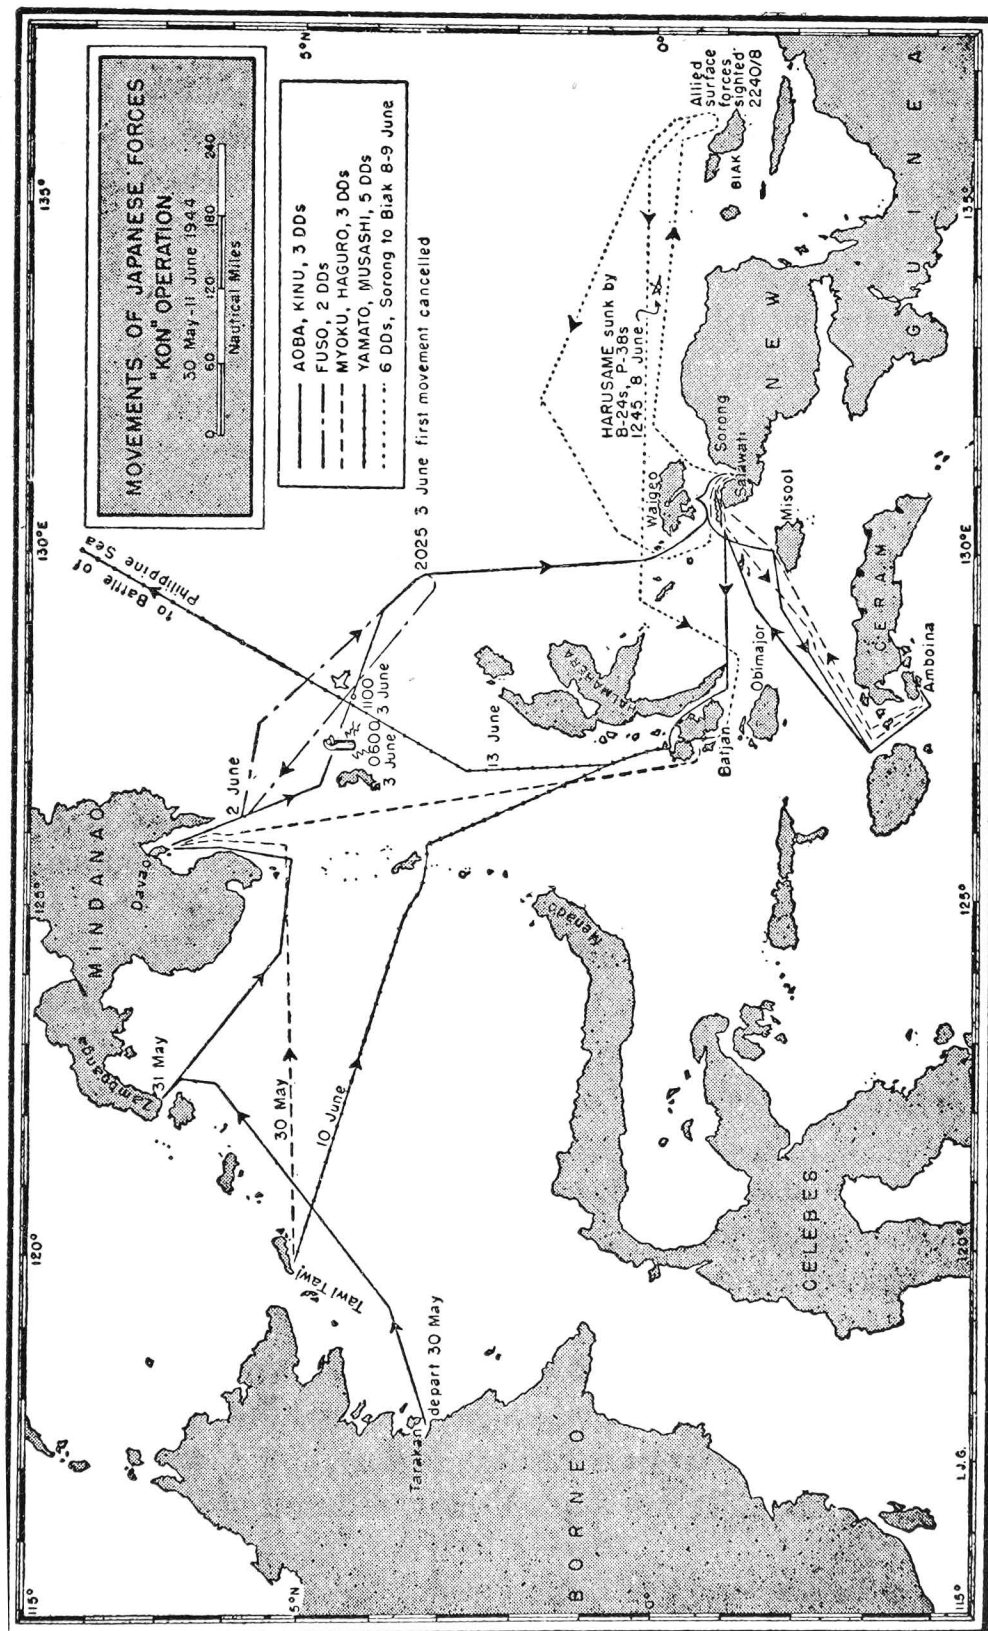 MOVEMENTS OF JAPANESE FORCES
"KON" OPERATION
30 May-11 June 1944
0 60 120 180 240
Nautical Miles
AOBA, KINU, 3 DDs
FUSO, 2 DDs
MYOKU, HAGURO, 3 DDs
YAMATO, MUSASHI, 5 DDs
6 DDs, Sorong to Biak 8-9 June
115°
120°
125°
130°E
135°
5°N
0°
5°N
0°
115°
120°
125°
135°
to Battle of
Philippine Sea
2025 3 June first movement cancelled
MINDANAO
Davao
Zamboanga
31 May
2 June
0600
3 June
1100
3 June
13 June
30 May
10 June
Tawi Tawi
Tarakan
depart 30 May
BORNEO
CELEBES
Menado
HALMAHERA
Batjan
Obimajor
Waigeo
Sorong
Salawati
Misool
CERAM
Amboina
NEW
GUINEA
BIAK
Allied
surface
forces
sighted
2240/8
HARUSAME sunk by
B-24s, P-38s
1245 8 June
I.J.G.